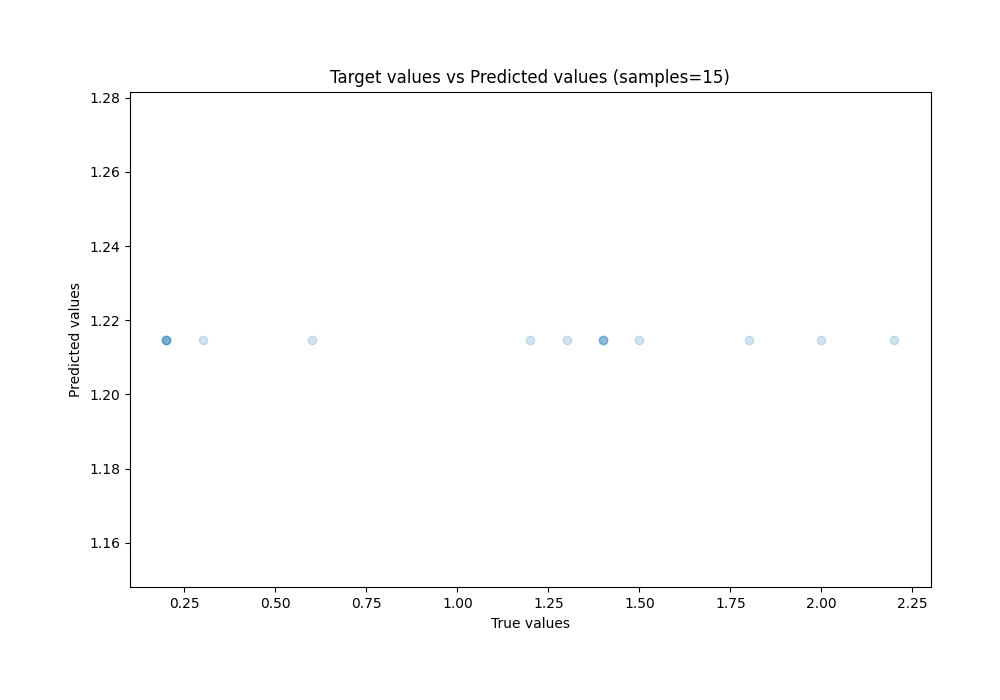 Target values vs Predicted values (samples=15)
1.28
1.26
1.24
1.22
1.20
1.18
1.16
Predicted values
0.25 0.50 0.75 1.00 1.25 1.50 1.75 2.00 2.25
True values